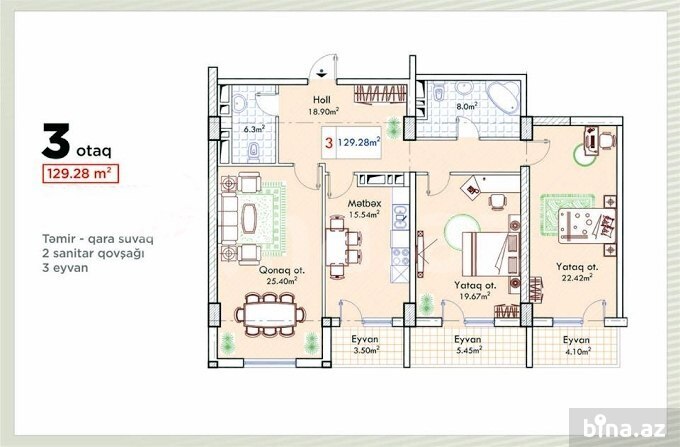 3 otaq
129.28 m²
Təmir - qara suvaq
2 sanitar qovşağı
3 eyvan
Holl
18.90m²
6.3m²
8.0m²
3 129.28m²
Mətbəx
15.54m²
Qonaq ot.
25.40m²
Yataq ot.
19.67m²
Yataq ot.
22.42m²
Eyvan
3.50m²
Eyvan
5.45m²
Eyvan
4.10m²
bina.az